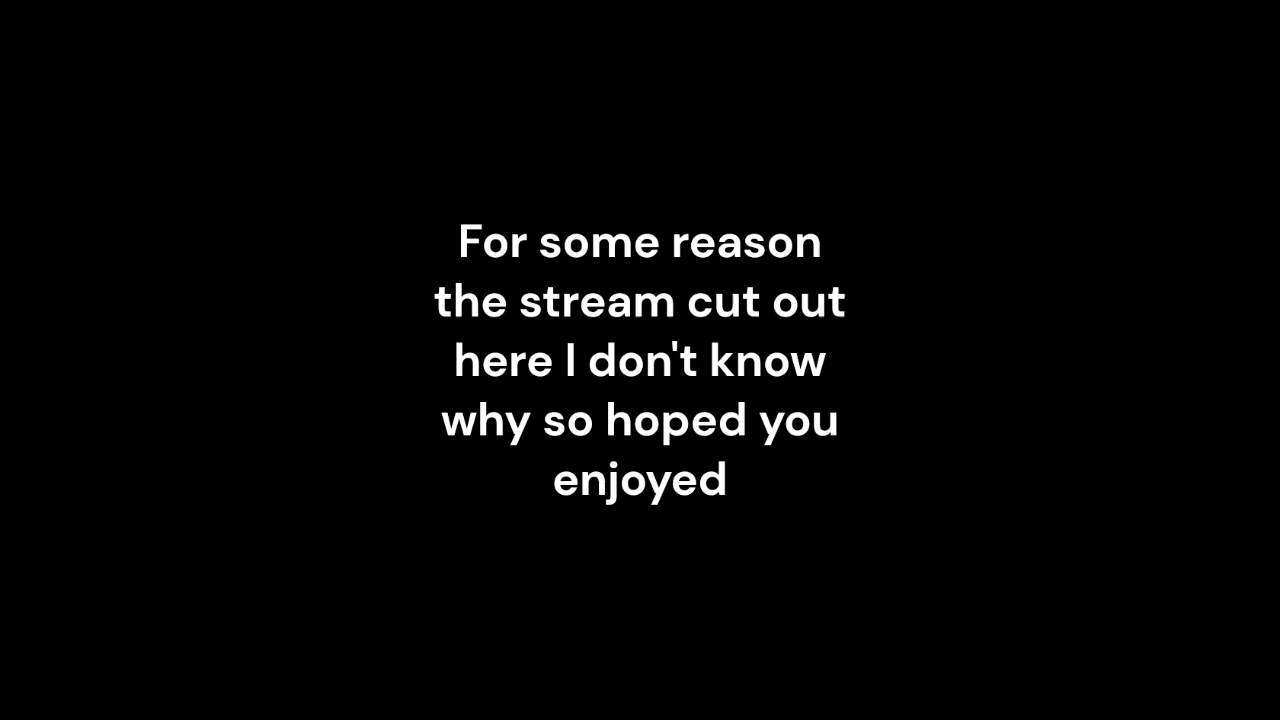 For some reason
the stream cut out
here I don't know
why so hoped you
enjoyed